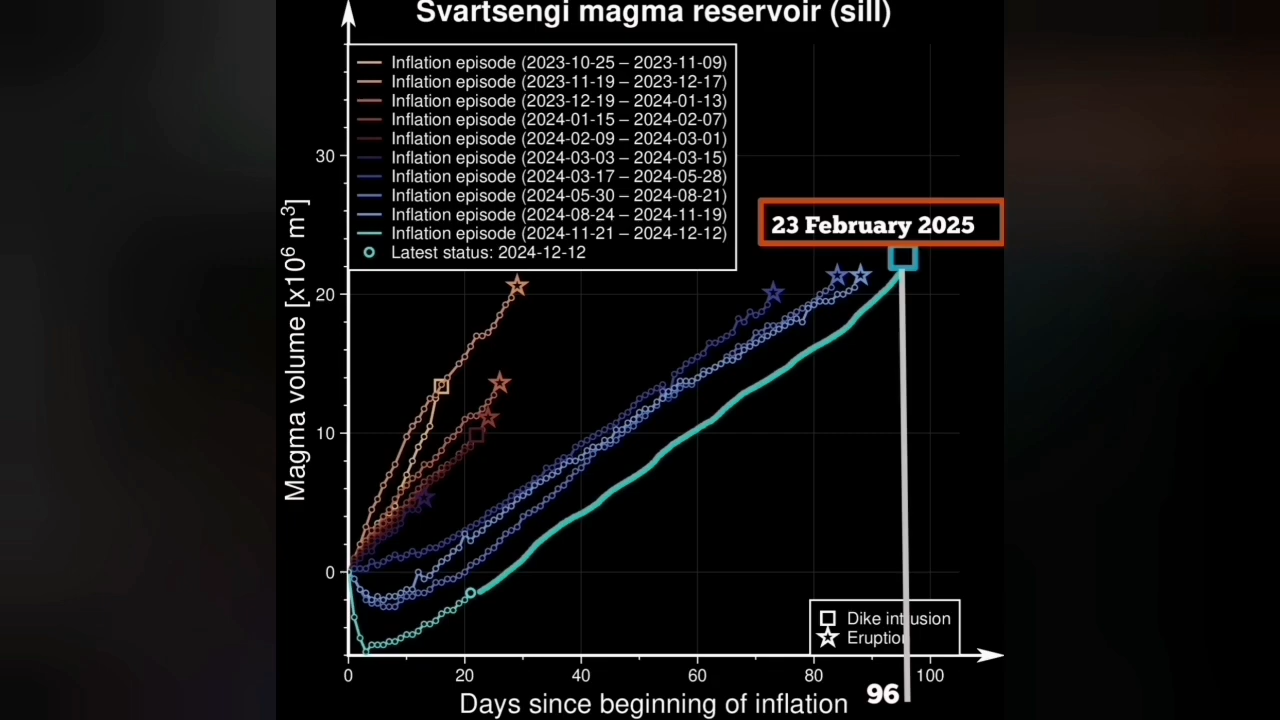 Svartsengi magma reservoir (sill)
Inflation episode (2023-10-25 – 2023-11-09)
Inflation episode (2023-11-19 – 2023-12-17)
Inflation episode (2023-12-19 – 2024-01-13)
Inflation episode (2024-01-15 – 2024-02-07)
Inflation episode (2024-02-09 – 2024-03-01)
Inflation episode (2024-03-03 – 2024-03-15)
Inflation episode (2024-03-17 – 2024-05-28)
Inflation episode (2024-05-30 – 2024-08-21)
Inflation episode (2024-08-24 – 2024-11-19)
Inflation episode (2024-11-21 – 2024-12-12)
Latest status: 2024-12-12
23 February 2025
Magma volume [x10⁶ m³]
30
20
10
0
Dike intrusion
Eruption
0 20 40 60 80 100
96
Days since beginning of inflation